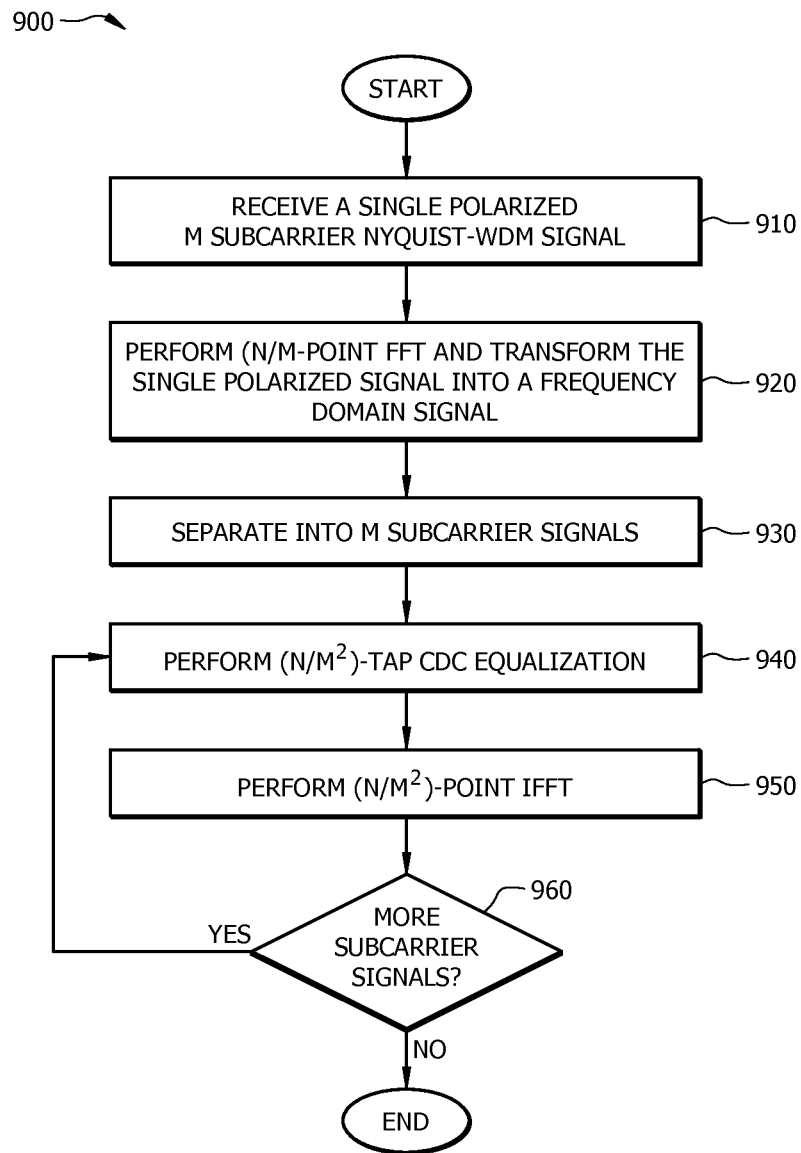 900
START
RECEIVE A SINGLE POLARIZED
M SUBCARRIER NYQUIST-WDM SIGNAL
910
PERFORM (N/M-POINT FFT AND TRANSFORM THE
SINGLE POLARIZED SIGNAL INTO A FREQUENCY
DOMAIN SIGNAL
920
SEPARATE INTO M SUBCARRIER SIGNALS
930
PERFORM (N/M²)-TAP CDC EQUALIZATION
940
PERFORM (N/M²)-POINT IFFT
950
960
MORE
SUBCARRIER
SIGNALS?
YES
NO
END